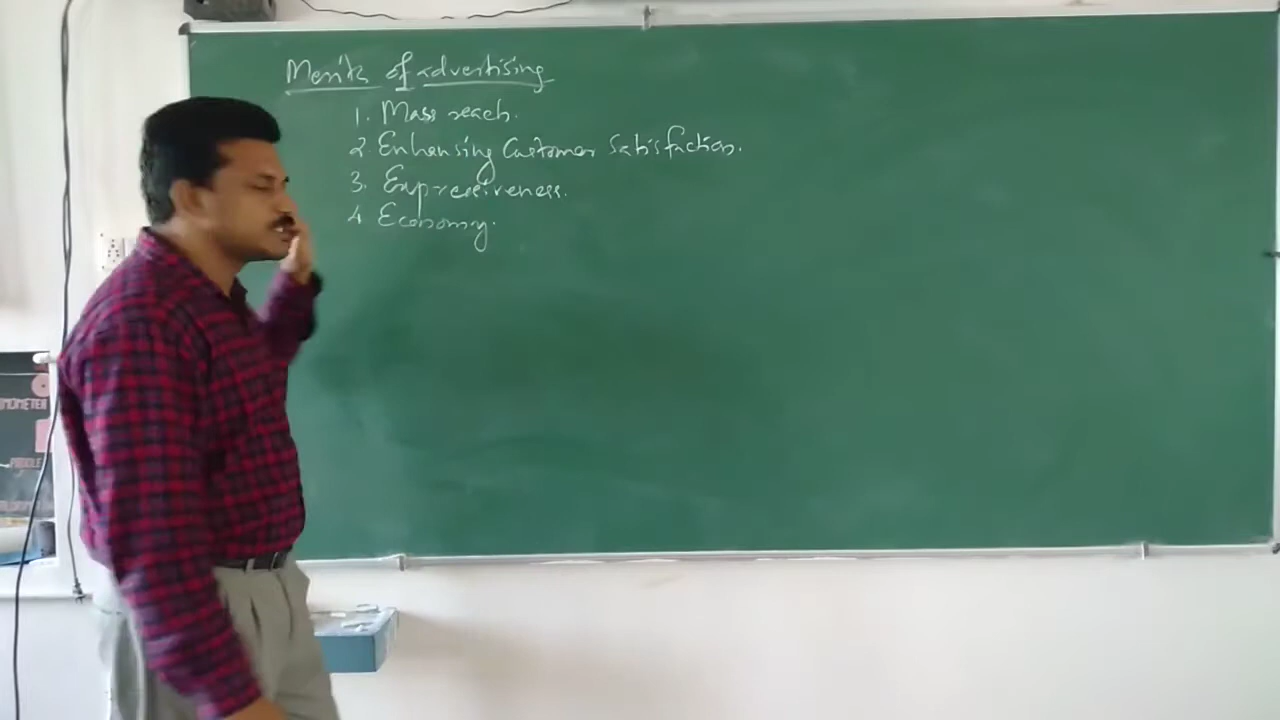 Merits of advertising
1. Mass reach.
2. Enhansing Customer Satisfaction.
3. Expressiveness.
4 Economy.